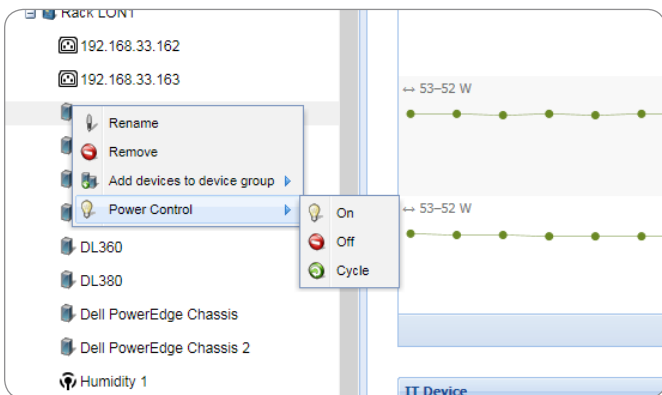 Rack LON1
192.168.33.162
192.168.33.163
Rename
Remove
Add devices to device group
Power Control
On
Off
Cycle
DL360
DL380
Dell PowerEdge Chassis
Dell PowerEdge Chassis 2
Humidity 1
↔ 53–52 W
↔ 53–52 W
IT Device